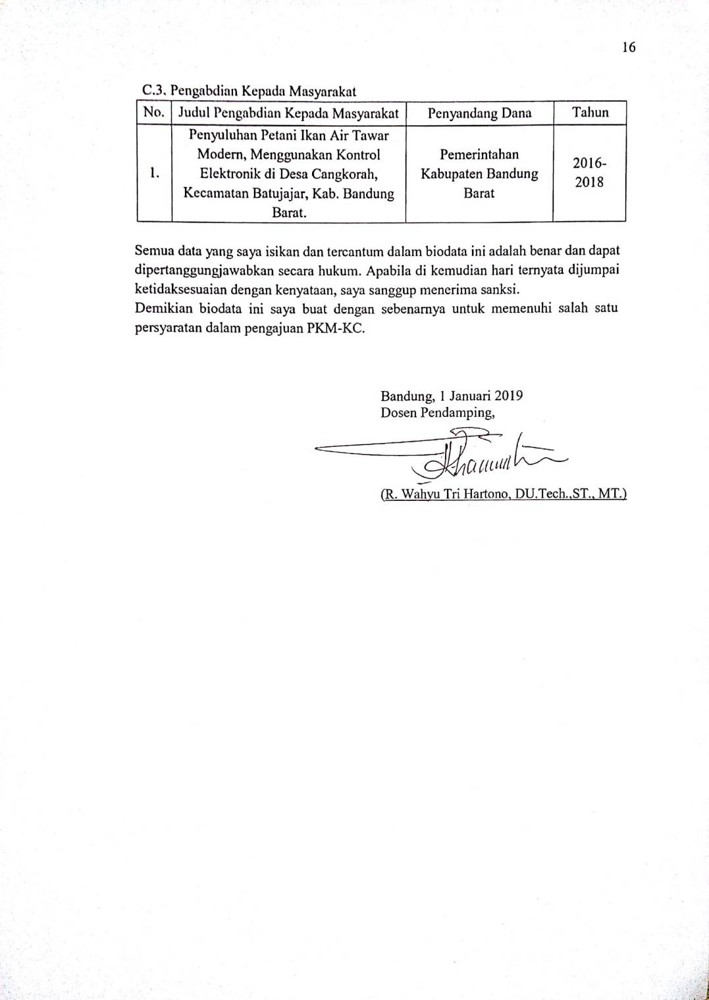 16
C.3. Pengabdian Kepada Masyarakat
No. Judul Pengabdian Kepada Masyarakat Penyandang Dana Tahun
1. Penyuluhan Petani Ikan Air Tawar
Modern, Menggunakan Kontrol
Elektronik di Desa Cangkorah,
Kecamatan Batujajar, Kab. Bandung
Barat.
Pemerintahan
Kabupaten Bandung
Barat
2016-
2018
Semua data yang saya isikan dan tercantum dalam biodata ini adalah benar dan dapat
dipertanggungjawabkan secara hukum. Apabila di kemudian hari ternyata dijumpai
ketidaksesuaian dengan kenyataan, saya sanggup menerima sanksi.
Demikian biodata ini saya buat dengan sebenarnya untuk memenuhi salah satu
persyaratan dalam pengajuan PKM-KC.
Bandung, 1 Januari 2019
Dosen Pendamping,
(R. Wahyu Tri Hartono, DU.Tech.,ST., MT.)